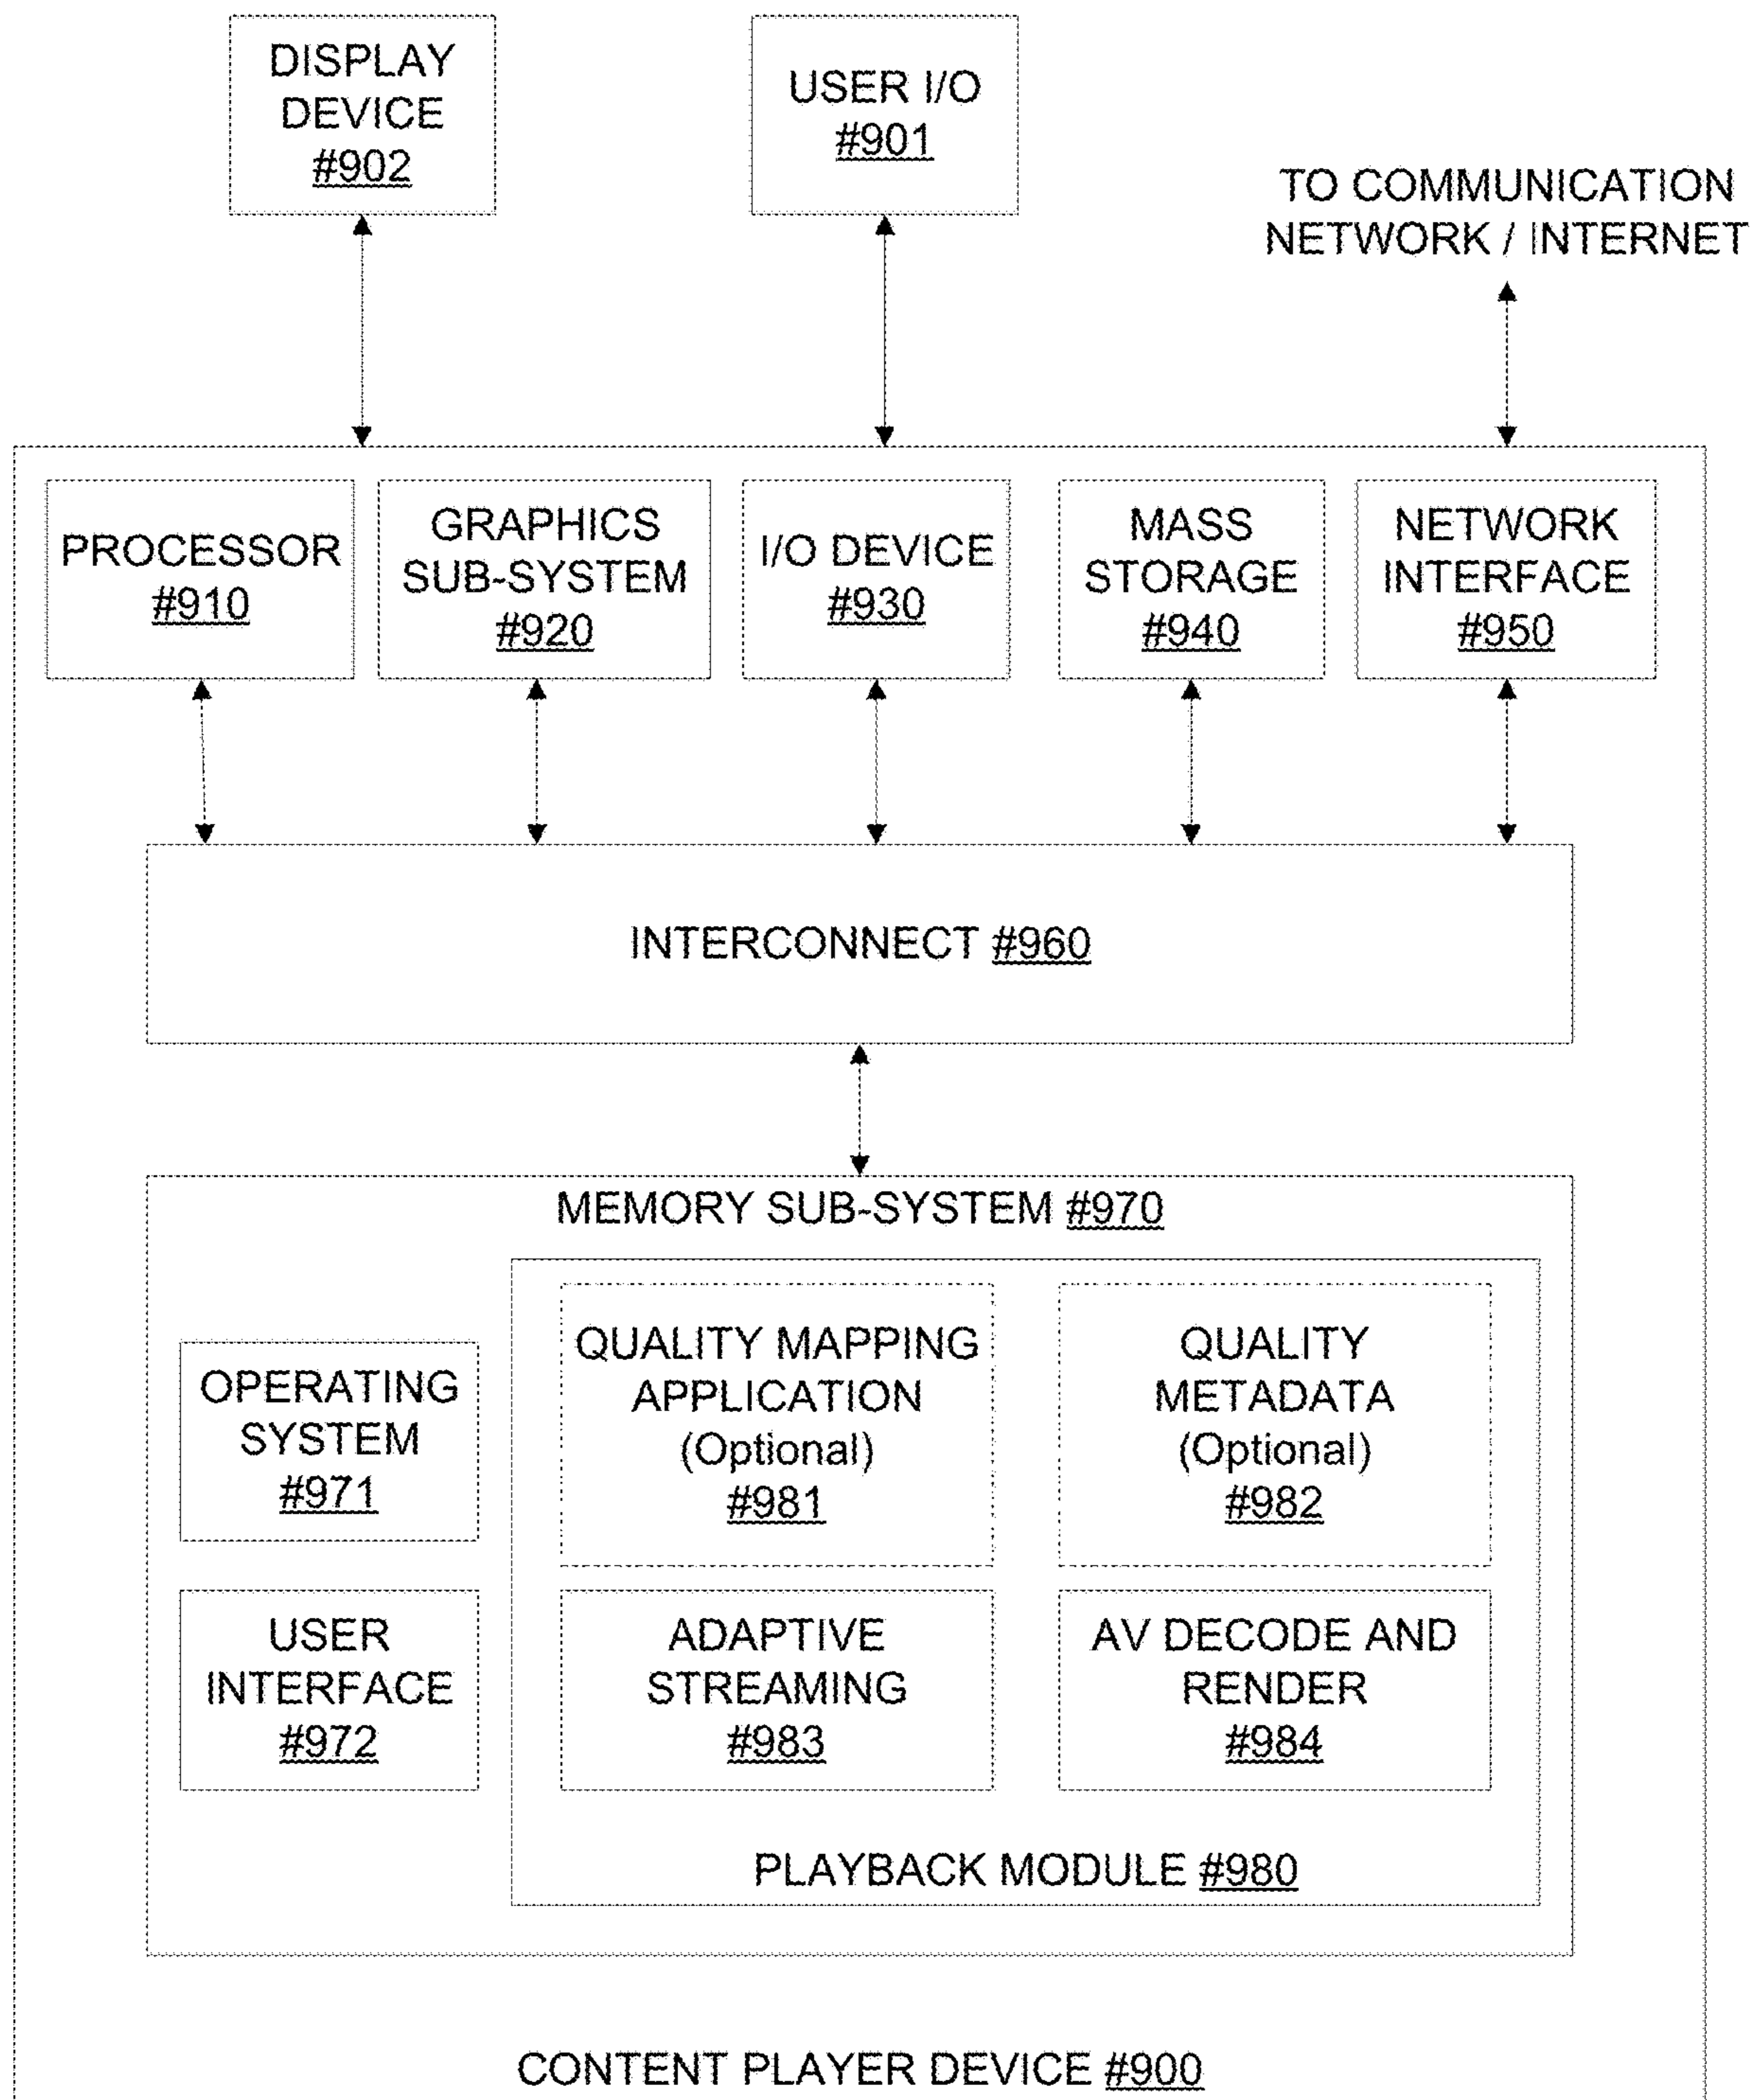 DISPLAY
DEVICE
#902
USER I/O
#901
TO COMMUNICATION
NETWORK / INTERNET
PROCESSOR
#910
GRAPHICS
SUB-SYSTEM
#920
I/O DEVICE
#930
MASS
STORAGE
#940
NETWORK
INTERFACE
#950
INTERCONNECT #960
MEMORY SUB-SYSTEM #970
OPERATING
SYSTEM
#971
USER
INTERFACE
#972
QUALITY MAPPING
APPLICATION
(Optional)
#981
QUALITY
METADATA
(Optional)
#982
ADAPTIVE
STREAMING
#983
AV DECODE AND
RENDER
#984
PLAYBACK MODULE #980
CONTENT PLAYER DEVICE #900